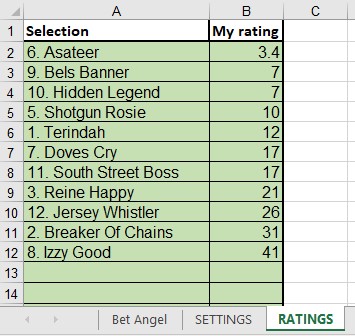 A B C
1 Selection My rating
2 6. Asateer 3.4
3 9. Bels Banner 7
4 10. Hidden Legend 7
5 5. Shotgun Rosie 10
6 1. Terindah 12
7 7. Doves Cry 17
8 11. South Street Boss 17
9 3. Reine Happy 21
10 12. Jersey Whistler 26
11 2. Breaker Of Chains 31
12 8. Izzy Good 41
13
14
Bet Angel SETTINGS RATINGS